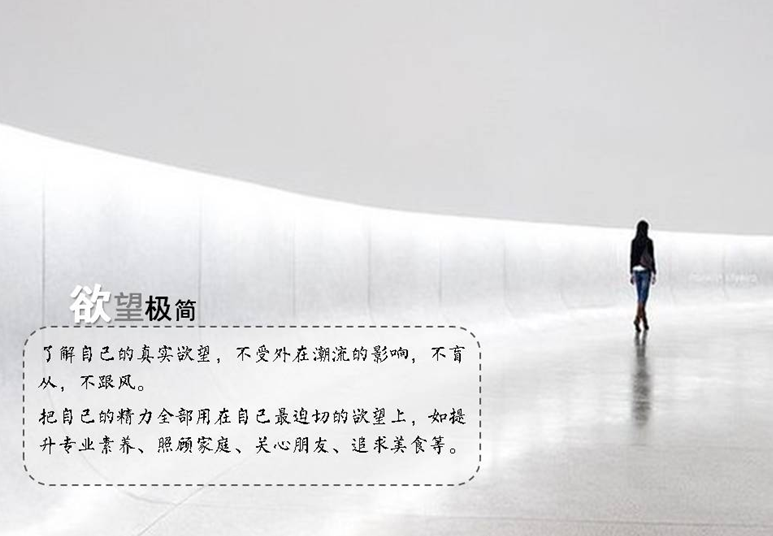 欲望极简
了解自己的真实欲望，不受外在潮流的影响，不盲
从，不跟风。
把自己的精力全部用在自己最迫切的欲望上，如提
升专业素养、照顾家庭、关心朋友、追求美食等。